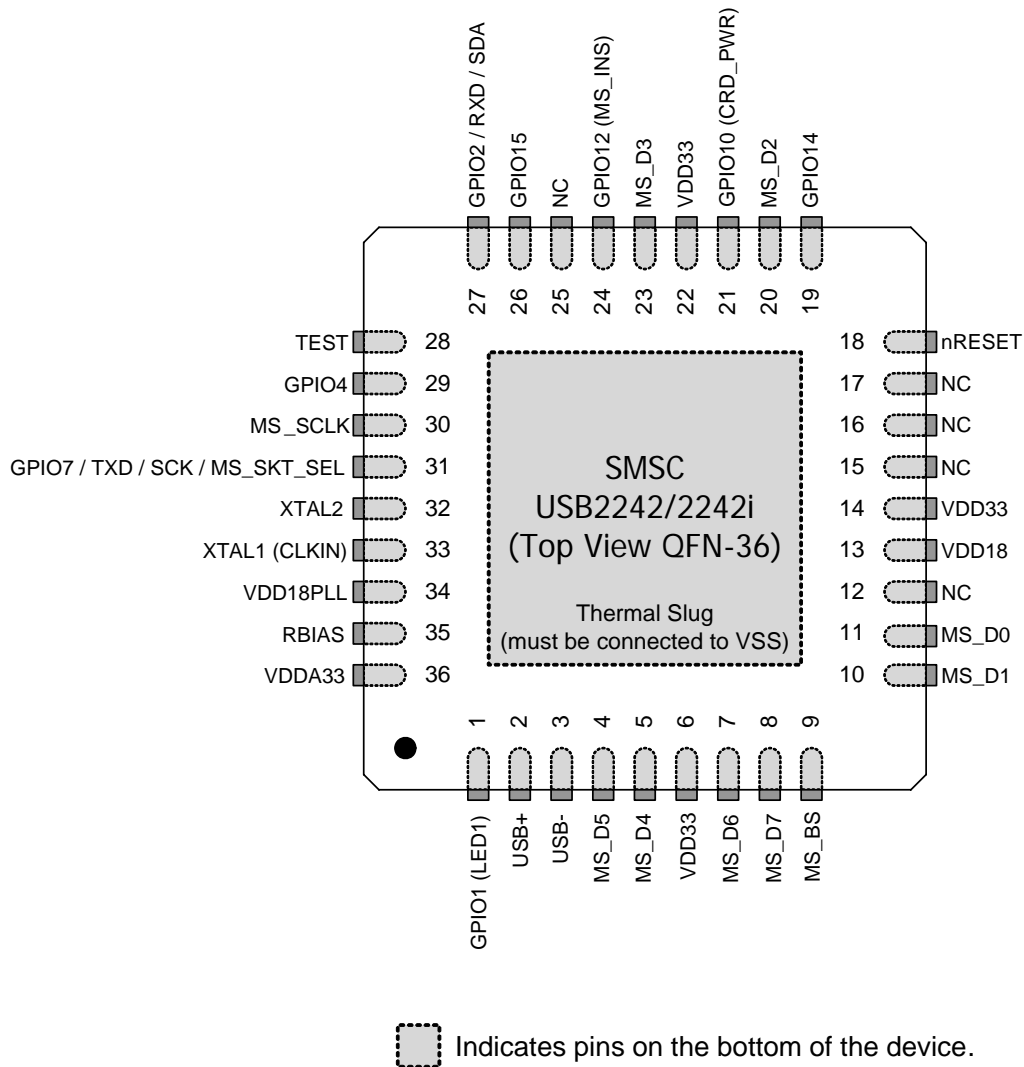 GPIO2 / RXD / SDA
GPIO15
NC
GPIO12 (MS_INS)
MS_D3
VDD33
GPIO10 (CRD_PWR)
MS_D2
GPIO14
27
26
25
24
23
22
21
20
19
TEST 28
GPIO4 29
MS_SCLK 30
GPIO7 / TXD / SCK / MS_SKT_SEL 31
XTAL2 32
XTAL1 (CLKIN) 33
VDD18PLL 34
RBIAS 35
VDDA33 36
SMSC
USB2242/2242i
(Top View QFN-36)
Thermal Slug
(must be connected to VSS)
18 nRESET
17 NC
16 NC
15 NC
14 VDD33
13 VDD18
12 NC
11 MS_D0
10 MS_D1
1
2
3
4
5
6
7
8
9
GPIO1 (LED1)
USB+
USB-
MS_D5
MS_D4
VDD33
MS_D6
MS_D7
MS_BS
Indicates pins on the bottom of the device.